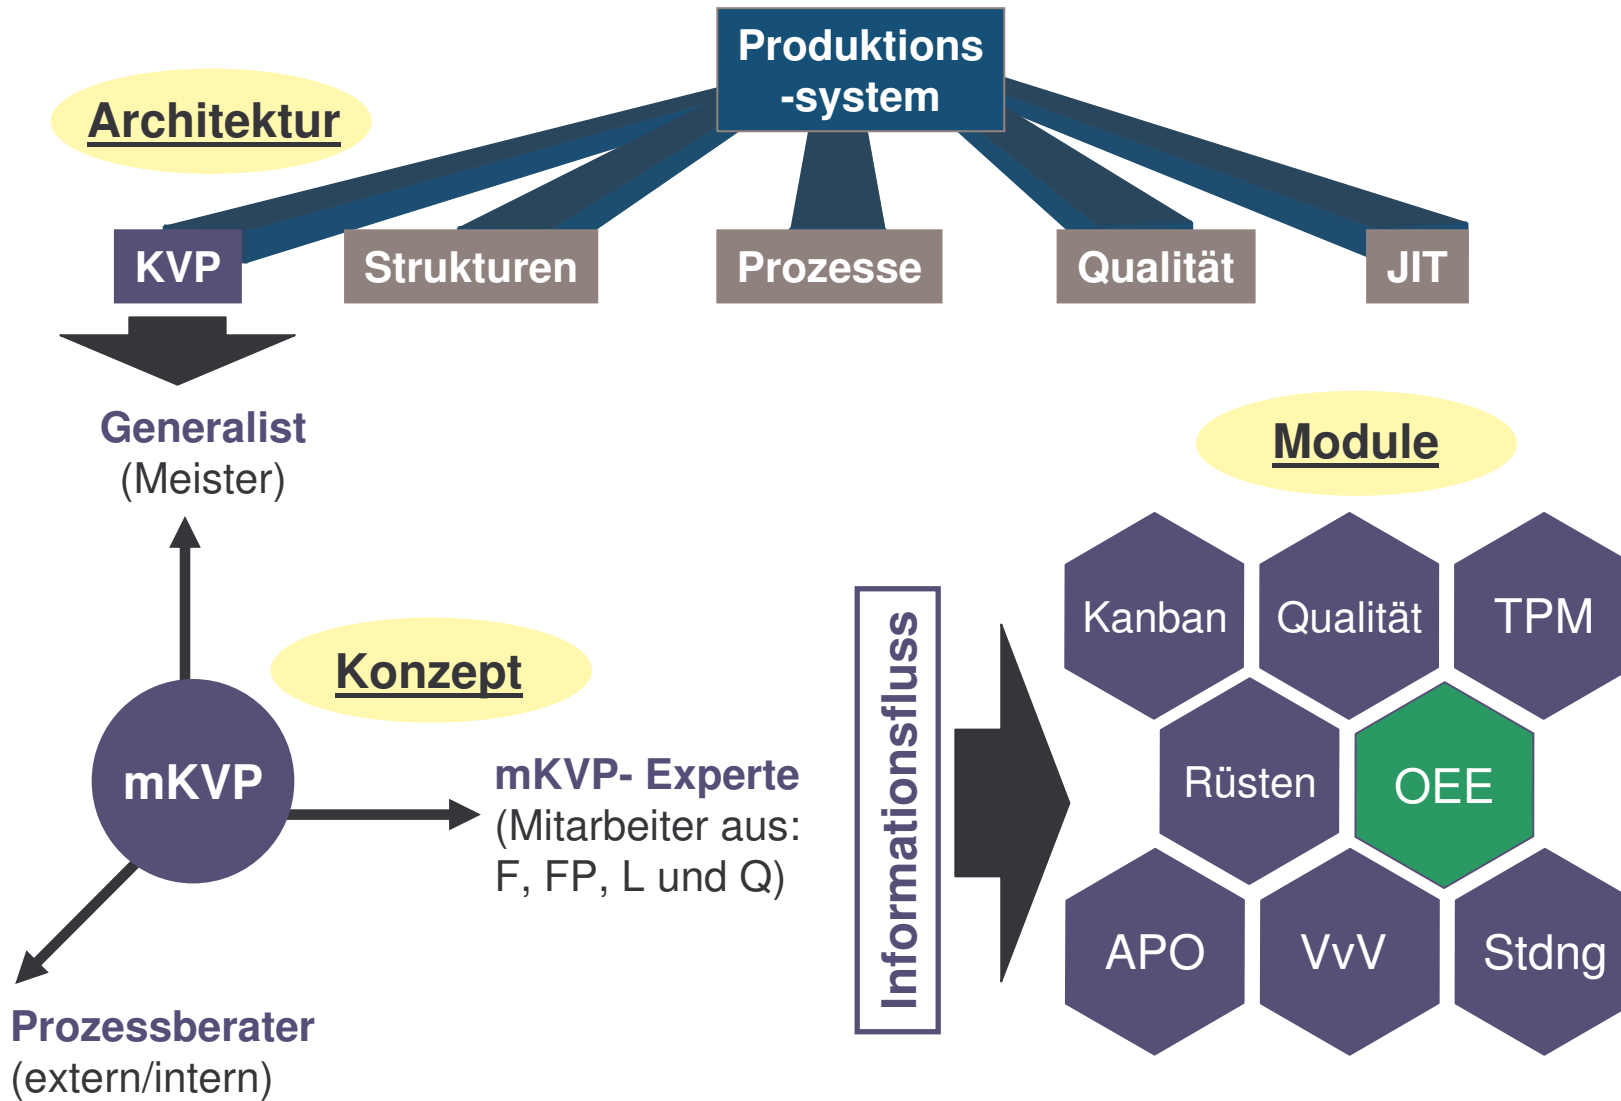 Produktions
-system
Architektur
KVP
Strukturen
Prozesse
Qualität
JIT
Generalist
(Meister)
Module
Kanban
Qualität
TPM
Informationsfluss
Konzept
mKVP
mKVP- Experte
(Mitarbeiter aus:
F, FP, L und Q)
Rüsten
OEE
APO
VvV
Stdng
Prozessberater
(extern/intern)